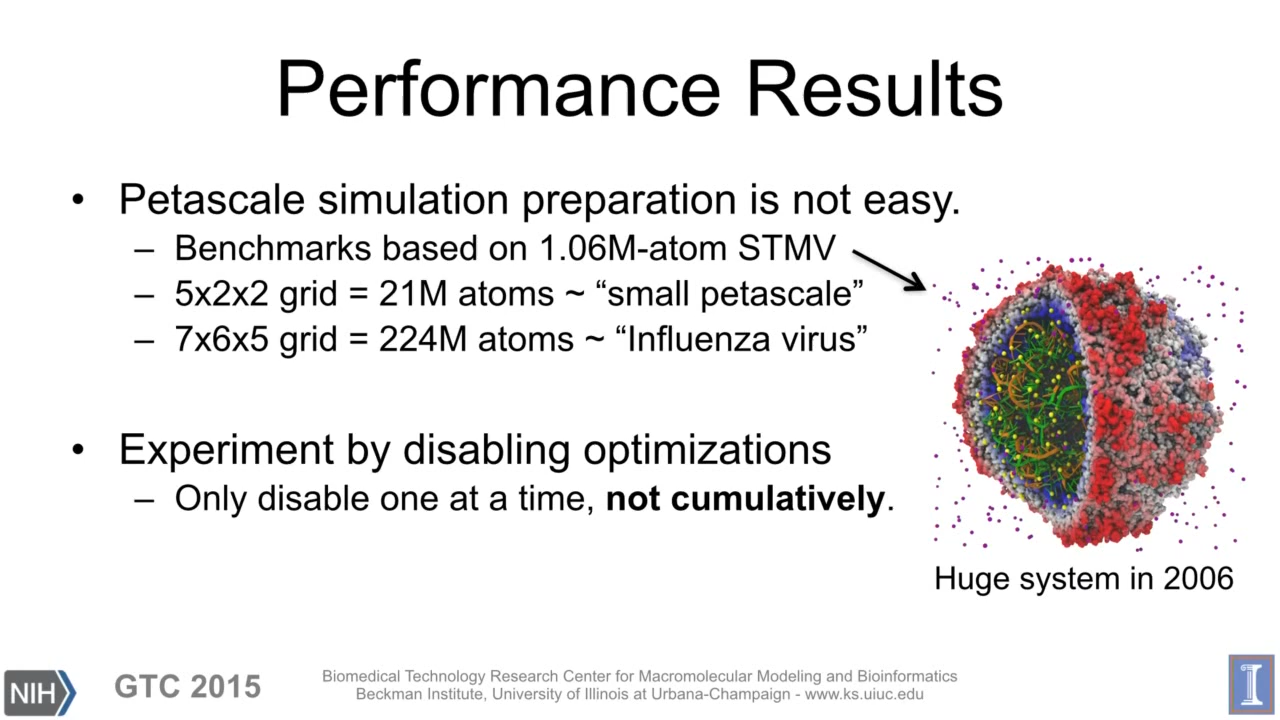 Performance Results
• Petascale simulation preparation is not easy.
– Benchmarks based on 1.06M-atom STMV
– 5x2x2 grid = 21M atoms ~ “small petascale”
– 7x6x5 grid = 224M atoms ~ “Influenza virus”
• Experiment by disabling optimizations
– Only disable one at a time, not cumulatively.
Huge system in 2006
NIH
GTC 2015
Biomedical Technology Research Center for Macromolecular Modeling and Bioinformatics
Beckman Institute, University of Illinois at Urbana-Champaign - www.ks.uiuc.edu
I